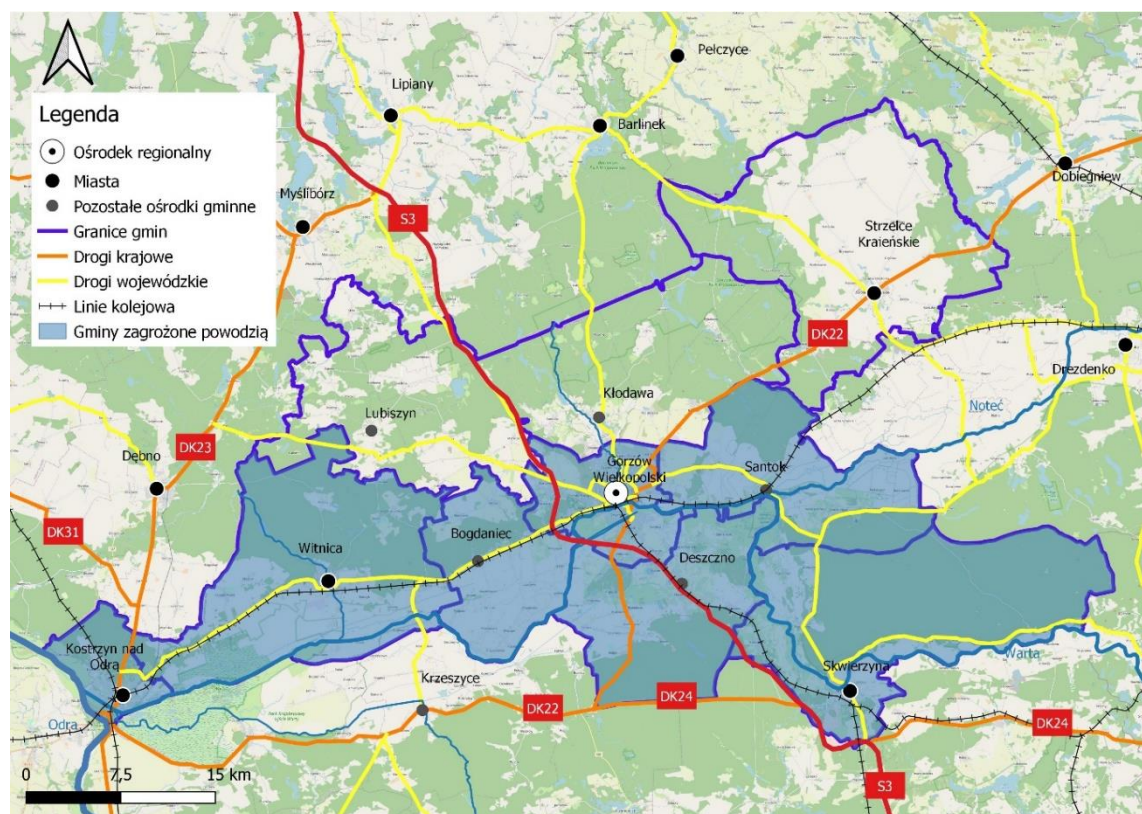 Pełczyce
Lipiany
Legenda
Ośrodek regionalny
Miasta
Pozostałe ośrodki gminne
Granice gmin
Drogi krajowe
Drogi wojewódzkie
Linie kolejowa
Gminy zagrożone powodzią
Barlinek
Dobiegniew
Myślibórz
S3
Strzelce
Kraieńskie
DK22
Drezdenko
Kłodawa
Noteć
Lubiszyn
DK23
Dębno
Gorzów
Wielkopolski
Santok
DK31
Witnica
Bogdaniec
Deszczno
Kostrzyn nad
Odrą
Skwierzyna
Warta
Krzeszyce
DK22
DK24
DK24
Odra
0 7,5 15 km
S3